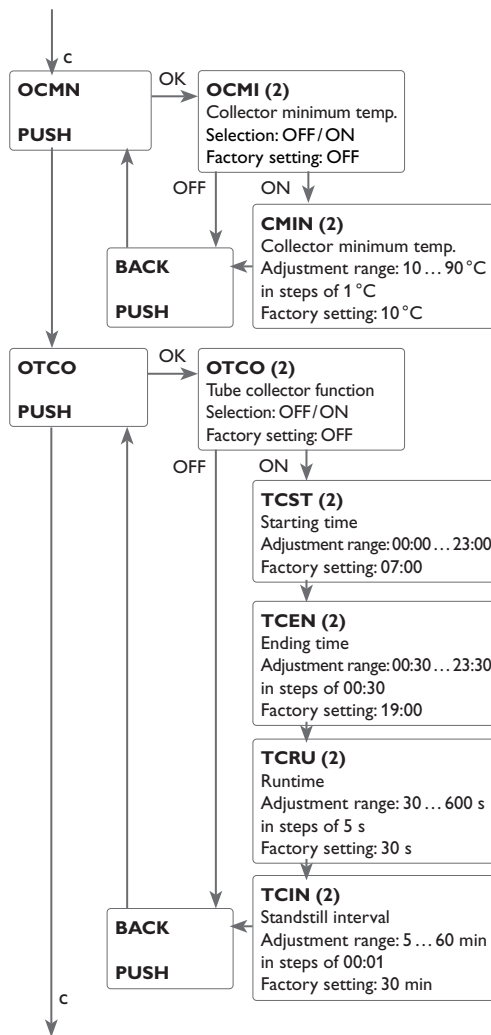 c
OCMN
PUSH
OK
OCMI (2)
Collector minimum temp.
Selection: OFF/ON
Factory setting: OFF
OFF
ON
CMIN (2)
Collector minimum temp.
Adjustment range: 10 … 90 °C
in steps of 1 °C
Factory setting: 10 °C
BACK
PUSH
OTCO
PUSH
OK
OTCO (2)
Tube collector function
Selection: OFF/ON
Factory setting: OFF
OFF
ON
TCST (2)
Starting time
Adjustment range: 00:00 … 23:00
Factory setting: 07:00
TCEN (2)
Ending time
Adjustment range: 00:30 … 23:30
in steps of 00:30
Factory setting: 19:00
TCRU (2)
Runtime
Adjustment range: 30 … 600 s
in steps of 5 s
Factory setting: 30 s
TCIN (2)
Standstill interval
Adjustment range: 5 … 60 min
in steps of 00:01
Factory setting: 30 min
BACK
PUSH
c